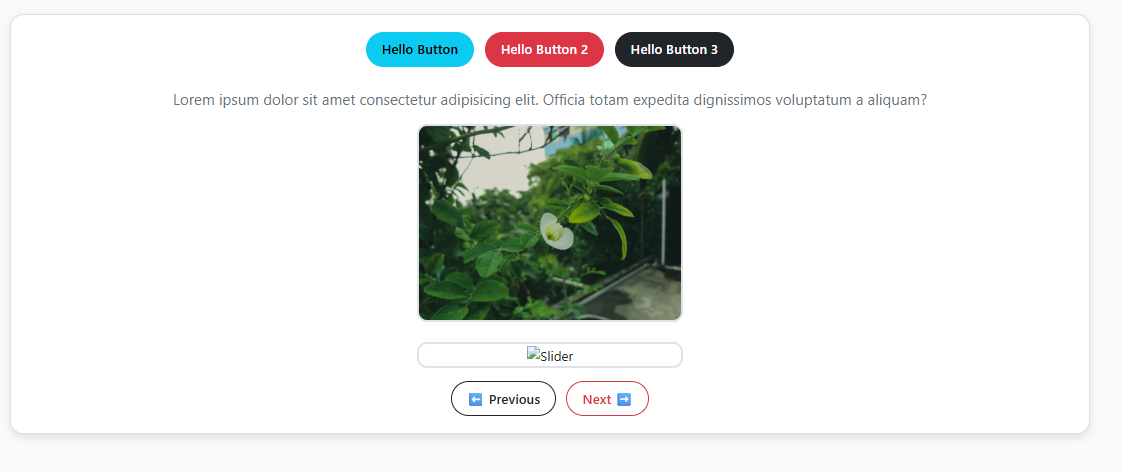 Hello Button Hello Button 2 Hello Button 3
Lorem ipsum dolor sit amet consectetur adipisicing elit. Officia totam expedita dignissimos voluptatum a aliquam?
Slider
⬅️ Previous Next ➡️